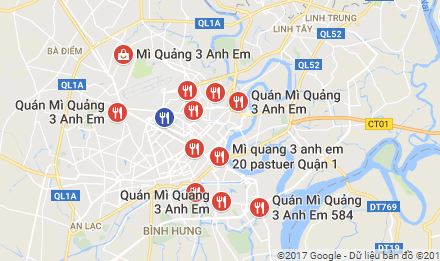 QL1A
LINH TRUNG
LINH TÂY
QL52
BÀ ĐIỂM
Mì Quảng 3 Anh Em
QL52
QL1A
Quán Mì Quảng
3 Anh Em
Quán Mì Quảng
3 Anh Em
CT01
Mì quang 3 anh em
20 pastuer Quận 1
QL1A
Quán Mì Quảng
3 Anh Em
Quán Mì Quảng
3 Anh Em 584
ĐT769
AN LẠC
BÌNH HƯNG
ĐT19
©2017 Google - Dữ liệu bản đồ ©201